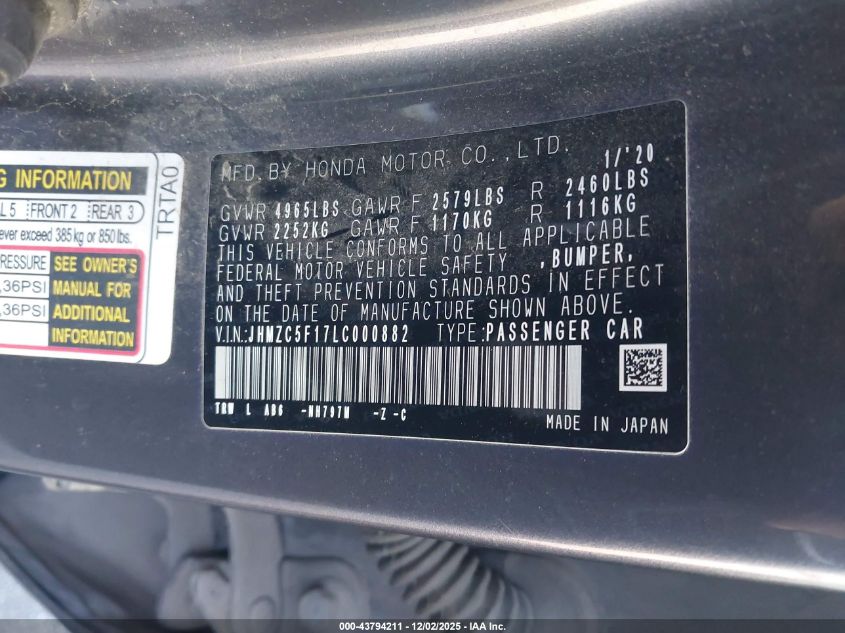 MFD. BY HONDA MOTOR CO., LTD. 1/'20
GVWR 4965LBS GAWR F 2579LBS R 2460LBS
GVWR 2252KG GAWR F 1170KG R 1116KG
THIS VEHICLE CONFORMS TO ALL APPLICABLE
FEDERAL MOTOR VEHICLE SAFETY ,BUMPER,
AND THEFT PREVENTION STANDARDS IN EFFECT
ON THE DATE OF MANUFACTURE SHOWN ABOVE.
V.I.N:JHMZC5F17LC000882 TYPE:PASSENGER CAR
TRW L AB6 -NH797M -Z -C
MADE IN JAPAN
G INFORMATION
L 5 FRONT 2 REAR 3
ever exceed 385 kg or 850 lbs.
RESSURE SEE OWNER'S
,36PSI MANUAL FOR
,36PSI ADDITIONAL
INFORMATION
TRTA0
000-43794211 - 12/02/2025 - IAA Inc.